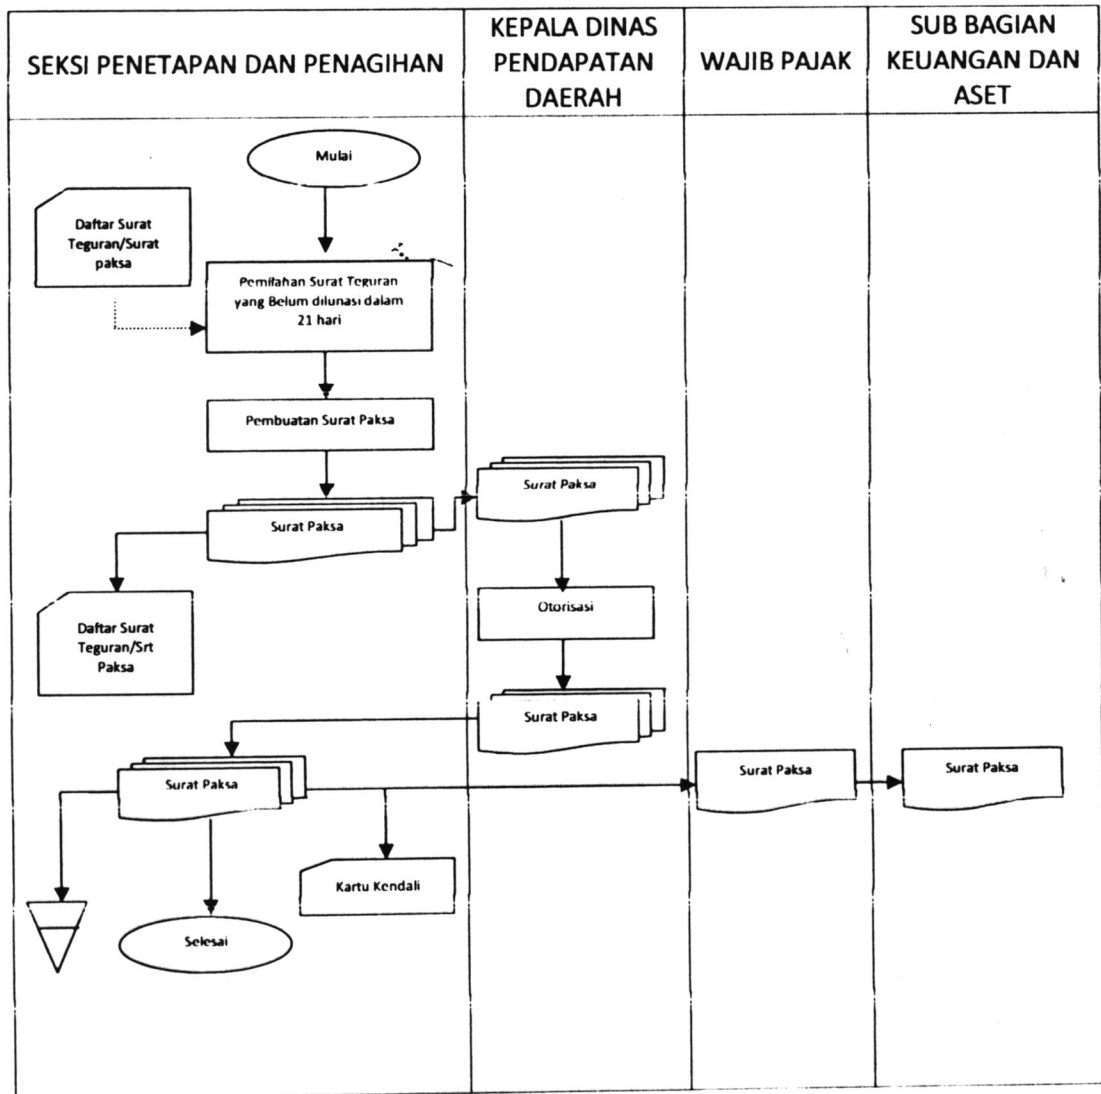 SEKSI PENETAPAN DAN PENAGIHAN
KEPALA DINAS
PENDAPATAN
DAERAH
WAJIB PAJAK
SUB BAGIAN
KEUANGAN DAN
ASET
Mulai
Daftar Surat
Teguran/Surat
paksa
Pemilahan Surat Teguran
yang Belum dilunasi dalam
21 hari
Pembuatan Surat Paksa
Surat Paksa
Surat Paksa
Daftar Surat
Teguran/Srt
Paksa
Otorisasi
Surat Paksa
Surat Paksa
Surat Paksa
Surat Paksa
Kartu Kendali
Selesai